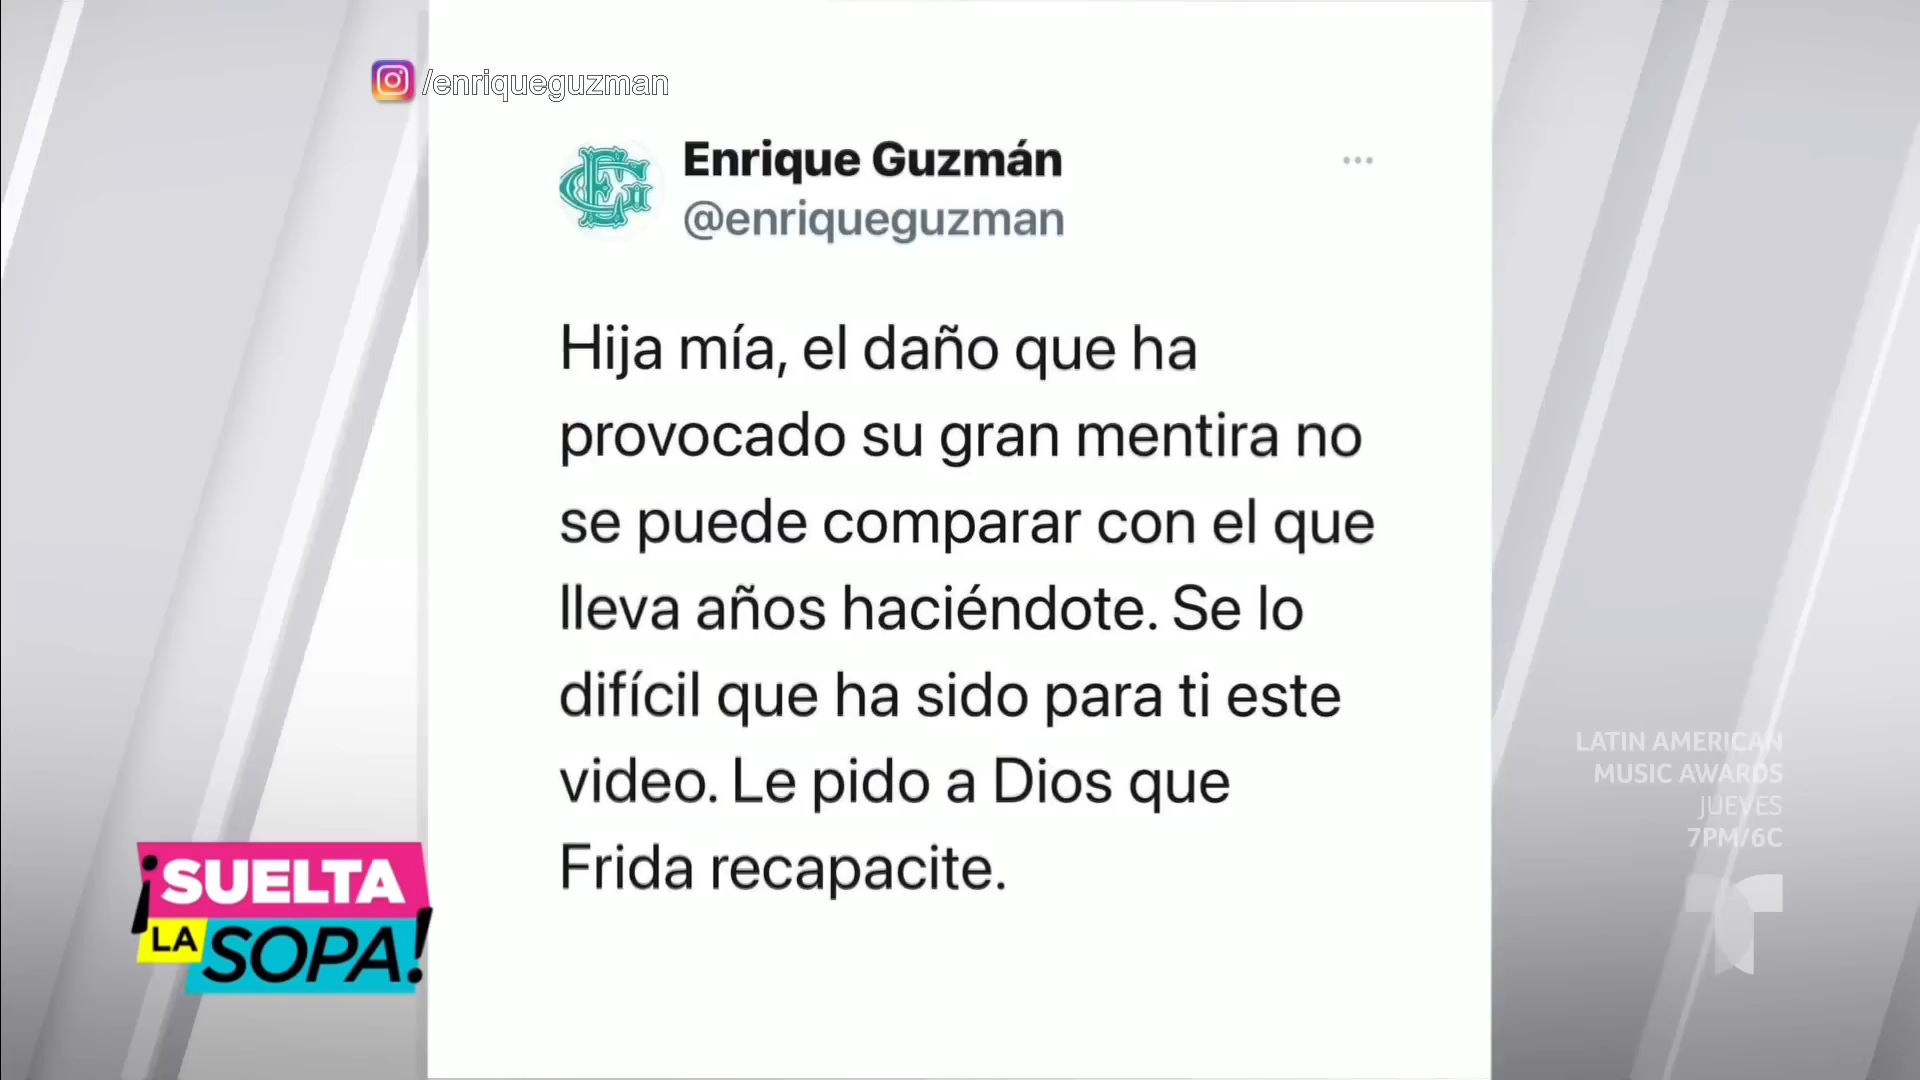 /enriqueguzman
Enrique Guzmán
@enriqueguzman
Hija mía, el daño que ha
provocado su gran mentira no
se puede comparar con el que
lleva años haciéndote. Se lo
difícil que ha sido para ti este
video. Le pido a Dios que
Frida recapacite.
LATIN AMERICAN
MUSIC AWARDS
JUEVES
7PM/6C
¡SUELTA
LA SOPA!